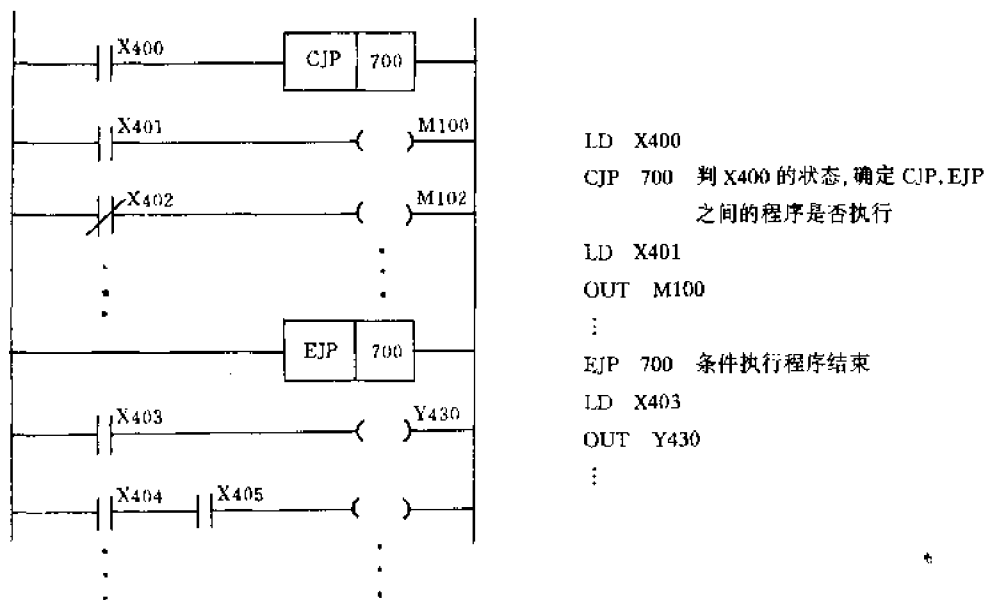 X400
CJP 700
X401
M100
X402
M102
EJP 700
X403
Y430
X404 X405
LD X400
CJP 700 判 X400 的状态,确定 CJP,EJP
之间的程序是否执行
LD X401
OUT M100
⋮
EJP 700 条件执行程序结束
LD X403
OUT Y430
⋮